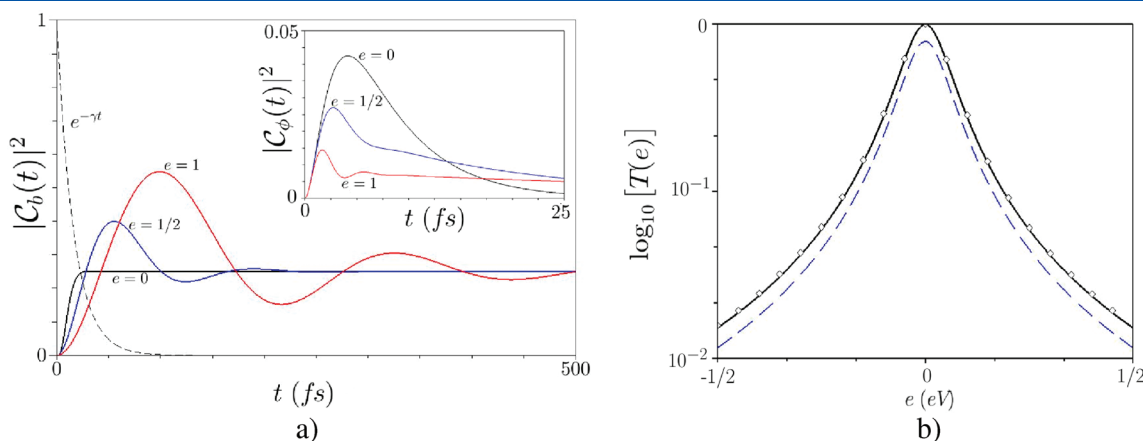 1
0.05
0
e = 0
e = 1/2
e = 1
|𝒞_ϕ(t)|²
0
25
t (fs)
e^{−γt}
e = 1
e = 1/2
e = 0
|𝒞_b(t)|²
0
0
500
t (fs)
a)
0
10⁻¹
10⁻²
log₁₀ [T(e)]
-1/2
0
1/2
e (eV)
b)